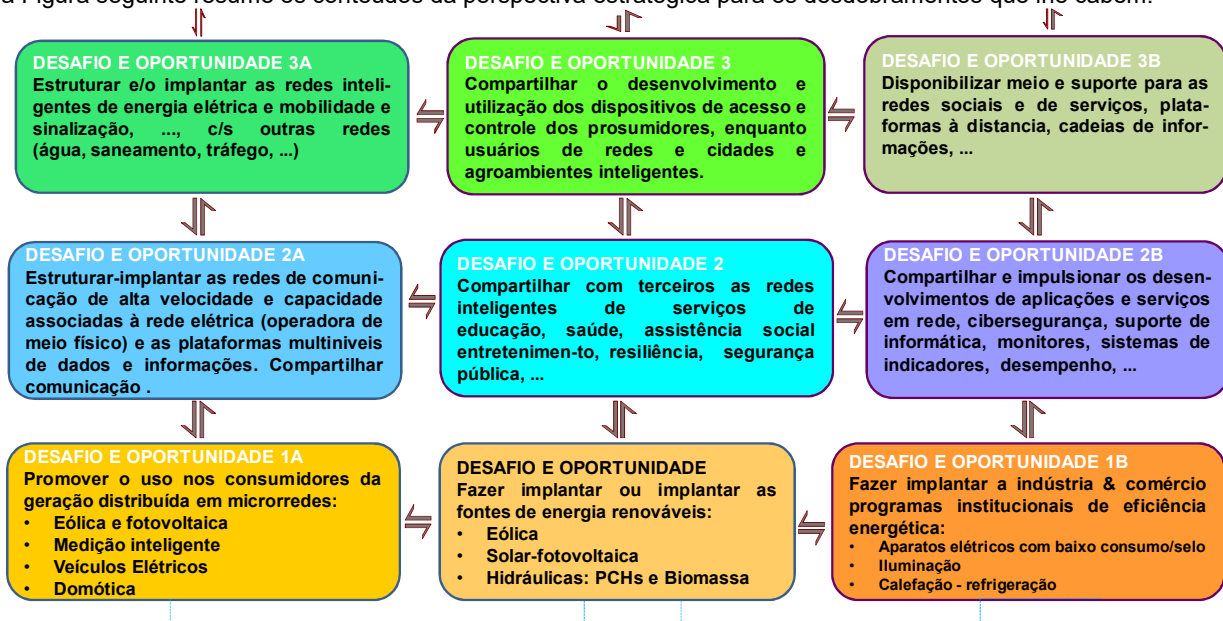 a Figura seguinte resume os conteúdos da perspectiva estratégica para os desdobramentos que lhe cabem.
DESAFIO E OPORTUNIDADE 3A
Estruturar e/o implantar as redes inteli-
gentes de energia elétrica e mobilidade e
sinalização, ..., c/s outras redes
(água, saneamento, tráfego, ...)
DESAFIO E OPORTUNIDADE 3
Compartilhar o desenvolvimento e
utilização dos dispositivos de acesso e
controle dos prosumidores, enquanto
usuários de redes e cidades e
agroambientes inteligentes.
DESAFIO E OPORTUNIDADE 3B
Disponibilizar meio e suporte para as
redes sociais e de serviços, plata-
formas à distancia, cadeias de infor-
mações, ...
DESAFIO E OPORTUNIDADE 2A
Estruturar-implantar as redes de comuni-
cação de alta velocidade e capacidade
associadas à rede elétrica (operadora de
meio físico) e as plataformas multiniveis
de dados e informações. Compartilhar
comunicação .
DESAFIO E OPORTUNIDADE 2
Compartilhar com terceiros as redes
inteligentes de serviços de
educação, saúde, assistência social
entretenimen-to, resiliência, segurança
pública, ...
DESAFIO E OPORTUNIDADE 2B
Compartilhar e impulsionar os desen-
volvimentos de aplicações e serviços
em rede, cibersegurança, suporte de
informática, monitores, sistemas de
indicadores, desempenho, ...
DESAFIO E OPORTUNIDADE 1A
Promover o uso nos consumidores da
geração distribuída em microrredes:
• Eólica e fotovoltaica
• Medição inteligente
• Veículos Elétricos
• Domótica
DESAFIO E OPORTUNIDADE
Fazer implantar ou implantar as
fontes de energia renováveis:
• Eólica
• Solar-fotovoltaica
• Hidráulicas: PCHs e Biomassa
DESAFIO E OPORTUNIDADE 1B
Fazer implantar a indústria & comércio
programas institucionais de eficiência
energética:
• Aparatos elétricos com baixo consumo/selo
• Iluminação
• Calefação - refrigeração